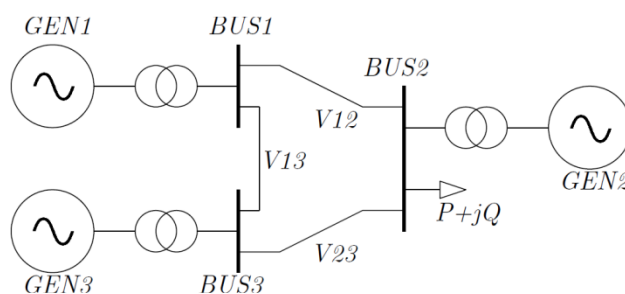 GEN1
BUS1
BUS2
V12
V13
GEN2
P+jQ
V23
GEN3
BUS3